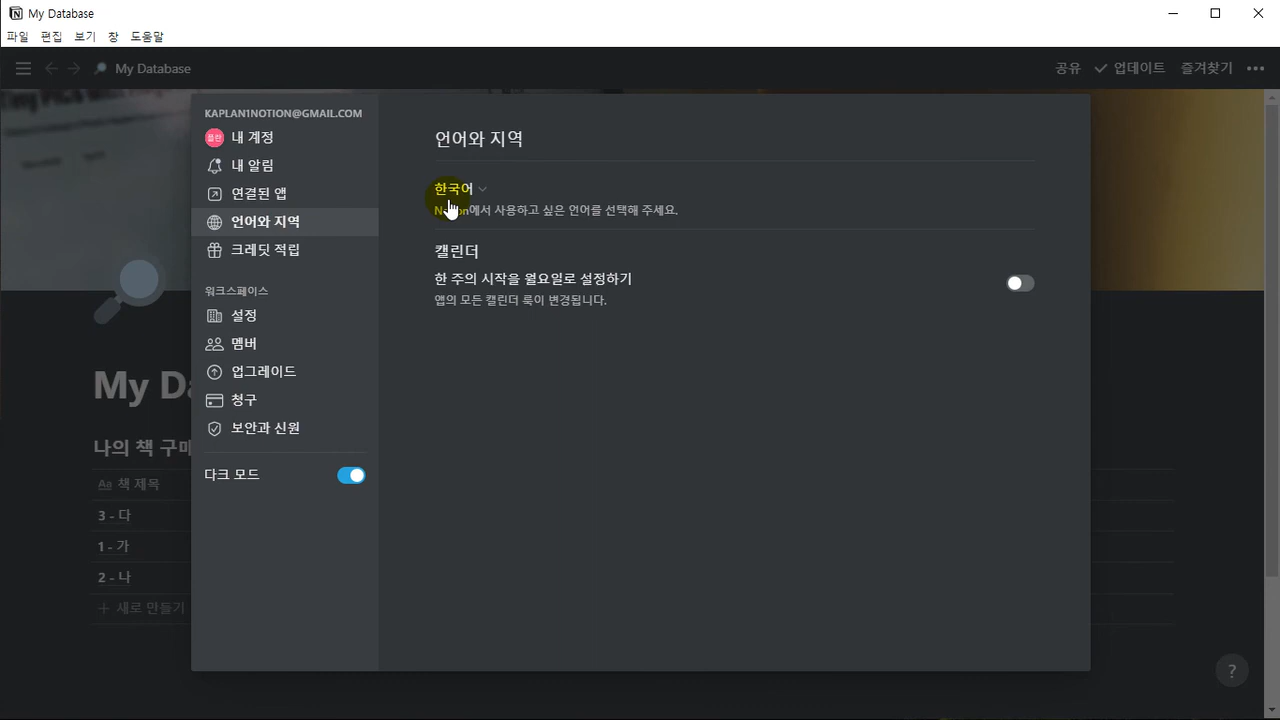 My Database
파일 편집 보기 창 도움말
My Database
공유 업데이트 즐겨찾기
KAPLAN1NOTION@GMAIL.COM
플란 내 계정
내 알림
연결된 앱
언어와 지역
크레딧 적립
워크스페이스
설정
멤버
업그레이드
청구
보안과 신원
다크 모드
언어와 지역
한국어
에서 사용하고 싶은 언어를 선택해 주세요.
캘린더
한 주의 시작을 월요일로 설정하기
앱의 모든 캘린더 룩이 변경됩니다.
My Da
나의 책 구매
Aa 책 제목
3 - 다
1 - 가
2 - 나
+ 새로 만들기
?